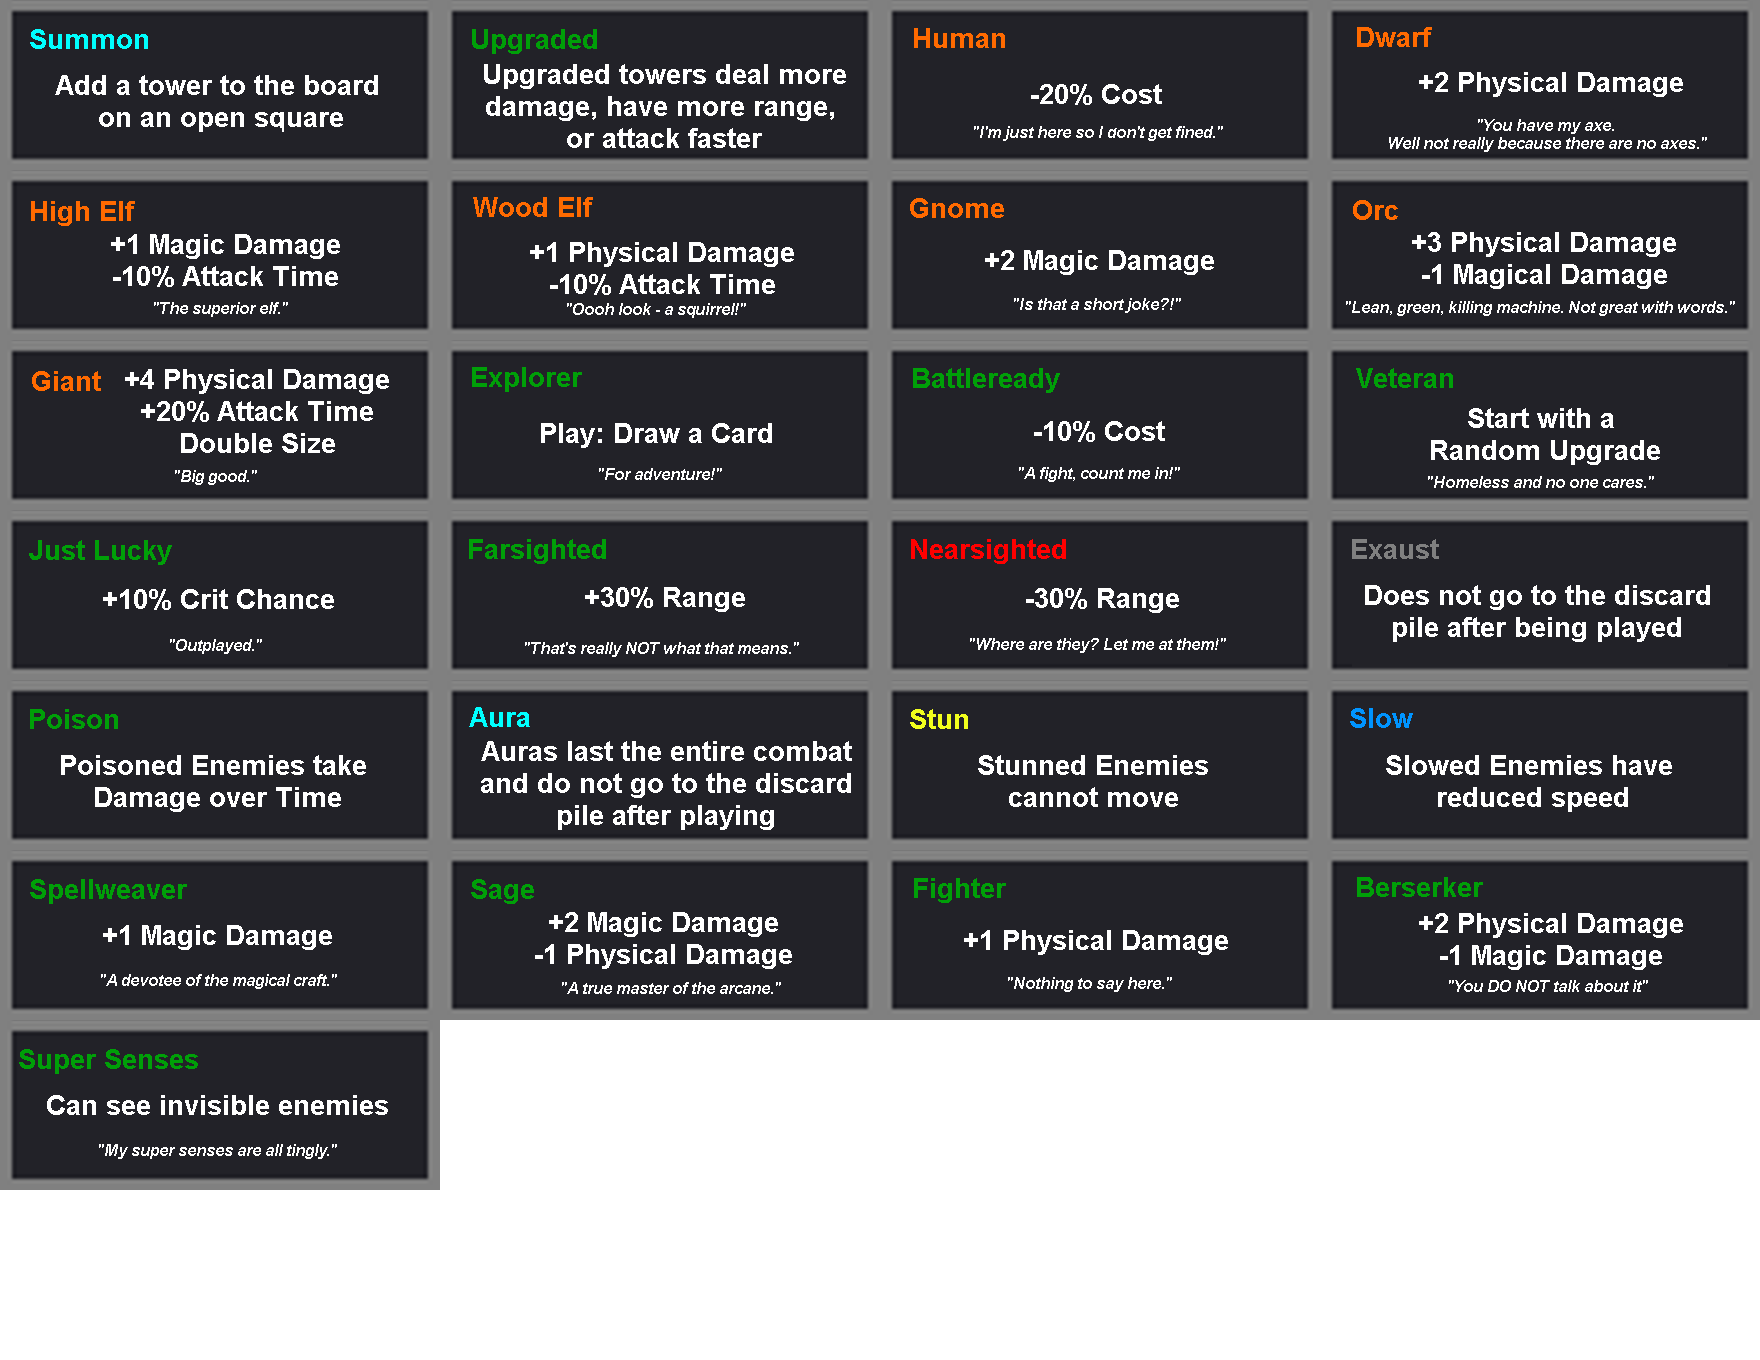 Summon
Add a tower to the board
on an open square
Upgraded
Upgraded towers deal more
damage, have more range,
or attack faster
Human
-20% Cost
"I'm just here so I don't get fined."
Dwarf
+2 Physical Damage
"You have my axe.
Well not really because there are no axes."
High Elf
+1 Magic Damage
-10% Attack Time
"The superior elf."
Wood Elf
+1 Physical Damage
-10% Attack Time
"Oooh look - a squirrel!"
Gnome
+2 Magic Damage
"Is that a short joke?!"
Orc
+3 Physical Damage
-1 Magical Damage
"Lean, green, killing machine. Not great with words."
Giant
+4 Physical Damage
+20% Attack Time
Double Size
"Big good."
Explorer
Play: Draw a Card
"For adventure!"
Battleready
-10% Cost
"A fight, count me in!"
Veteran
Start with a
Random Upgrade
"Homeless and no one cares."
Just Lucky
+10% Crit Chance
"Outplayed."
Farsighted
+30% Range
"That's really NOT what that means."
Nearsighted
-30% Range
"Where are they? Let me at them!"
Exaust
Does not go to the discard
pile after being played
Poison
Poisoned Enemies take
Damage over Time
Aura
Auras last the entire combat
and do not go to the discard
pile after playing
Stun
Stunned Enemies
cannot move
Slow
Slowed Enemies have
reduced speed
Spellweaver
+1 Magic Damage
"A devotee of the magical craft."
Sage
+2 Magic Damage
-1 Physical Damage
"A true master of the arcane."
Fighter
+1 Physical Damage
"Nothing to say here."
Berserker
+2 Physical Damage
-1 Magic Damage
"You DO NOT talk about it"
Super Senses
Can see invisible enemies
"My super senses are all tingly."